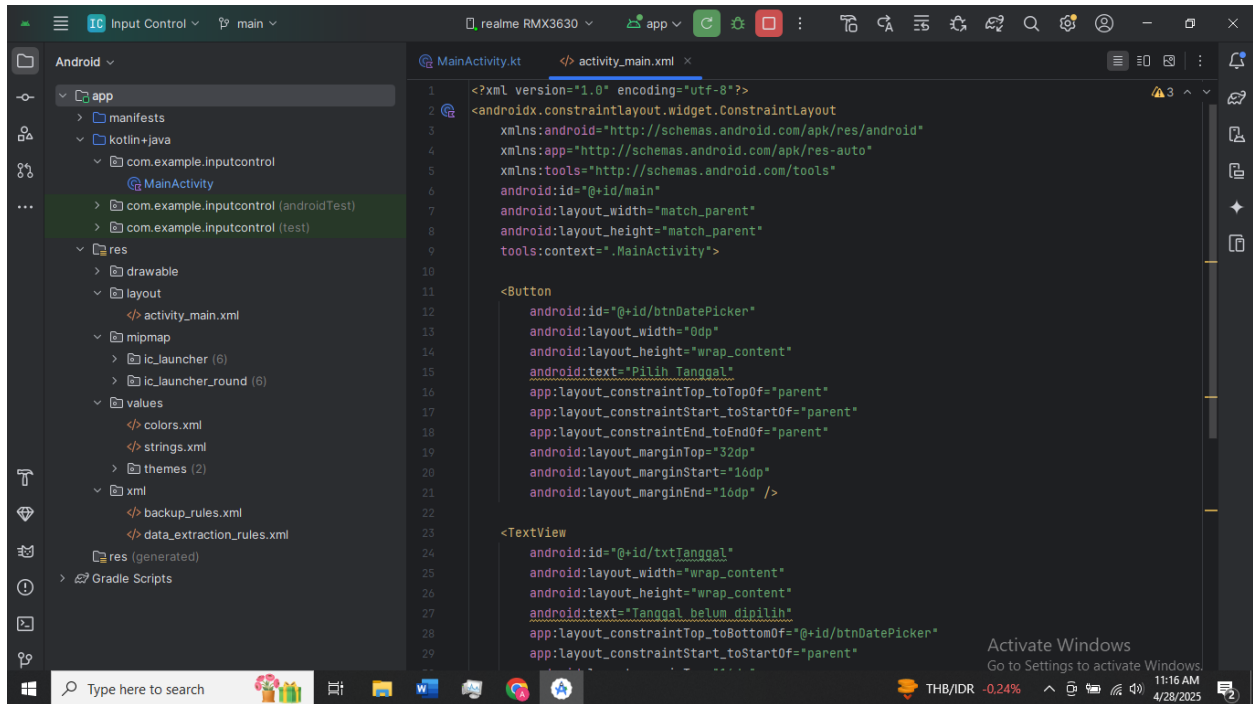 IC Input Control main realme RMX3630 app
Android
MainActivity.kt </> activity_main.xml
app
manifests
kotlin+java
com.example.inputcontrol
MainActivity
com.example.inputcontrol (androidTest)
com.example.inputcontrol (test)
res
drawable
layout
</> activity_main.xml
mipmap
ic_launcher (6)
ic_launcher_round (6)
values
</> colors.xml
</> strings.xml
themes (2)
xml
</> backup_rules.xml
</> data_extraction_rules.xml
res (generated)
Gradle Scripts
3
1 <?xml version="1.0" encoding="utf-8"?>
2 <androidx.constraintlayout.widget.ConstraintLayout
3 xmlns:android="http://schemas.android.com/apk/res/android"
4 xmlns:app="http://schemas.android.com/apk/res-auto"
5 xmlns:tools="http://schemas.android.com/tools"
6 android:id="@+id/main"
7 android:layout_width="match_parent"
8 android:layout_height="match_parent"
9 tools:context=".MainActivity">
10
11 <Button
12 android:id="@+id/btnDatePicker"
13 android:layout_width="0dp"
14 android:layout_height="wrap_content"
15 android:text="Pilih Tanggal"
16 app:layout_constraintTop_toTopOf="parent"
17 app:layout_constraintStart_toStartOf="parent"
18 app:layout_constraintEnd_toEndOf="parent"
19 android:layout_marginTop="32dp"
20 android:layout_marginStart="16dp"
21 android:layout_marginEnd="16dp" />
22
23 <TextView
24 android:id="@+id/txtTanggal"
25 android:layout_width="wrap_content"
26 android:layout_height="wrap_content"
27 android:text="Tanggal belum dipilih"
28 app:layout_constraintTop_toBottomOf="@+id/btnDatePicker"
29 app:layout_constraintStart_toStartOf="parent"
Activate Windows
Go to Settings to activate Windows.
Type here to search
THB/IDR -0,24%
11:16 AM
4/28/2025
2